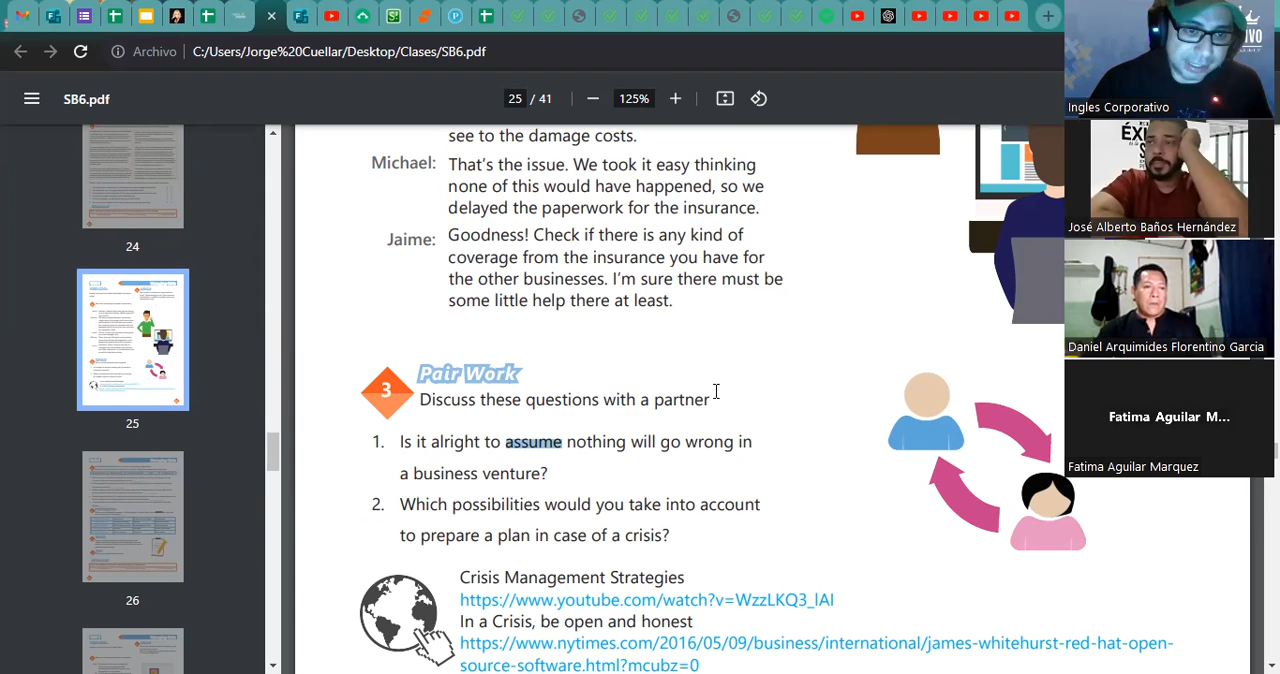 Archivo
C:/Users/Jorge%20Cuellar/Desktop/Clases/SB6.pdf
SB6.pdf
25 / 41
125%
24
25
26
see to the damage costs.
Michael: That's the issue. We took it easy thinking
none of this would have happened, so we
delayed the paperwork for the insurance.
Jaime: Goodness! Check if there is any kind of
coverage from the insurance you have for
the other businesses. I'm sure there must be
some little help there at least.
3
Pair Work
Discuss these questions with a partner
1. Is it alright to assume nothing will go wrong in
a business venture?
2. Which possibilities would you take into account
to prepare a plan in case of a crisis?
Crisis Management Strategies
https://www.youtube.com/watch?v=WzzLKQ3_lAI
In a Crisis, be open and honest
https://www.nytimes.com/2016/05/09/business/international/james-whitehurst-red-hat-open-
source-software.html?mcubz=0
Ingles Corporativo
José Alberto Baños Hernández
Daniel Arquimides Florentino Garcia
Fatima Aguilar M...
Fatima Aguilar Marquez